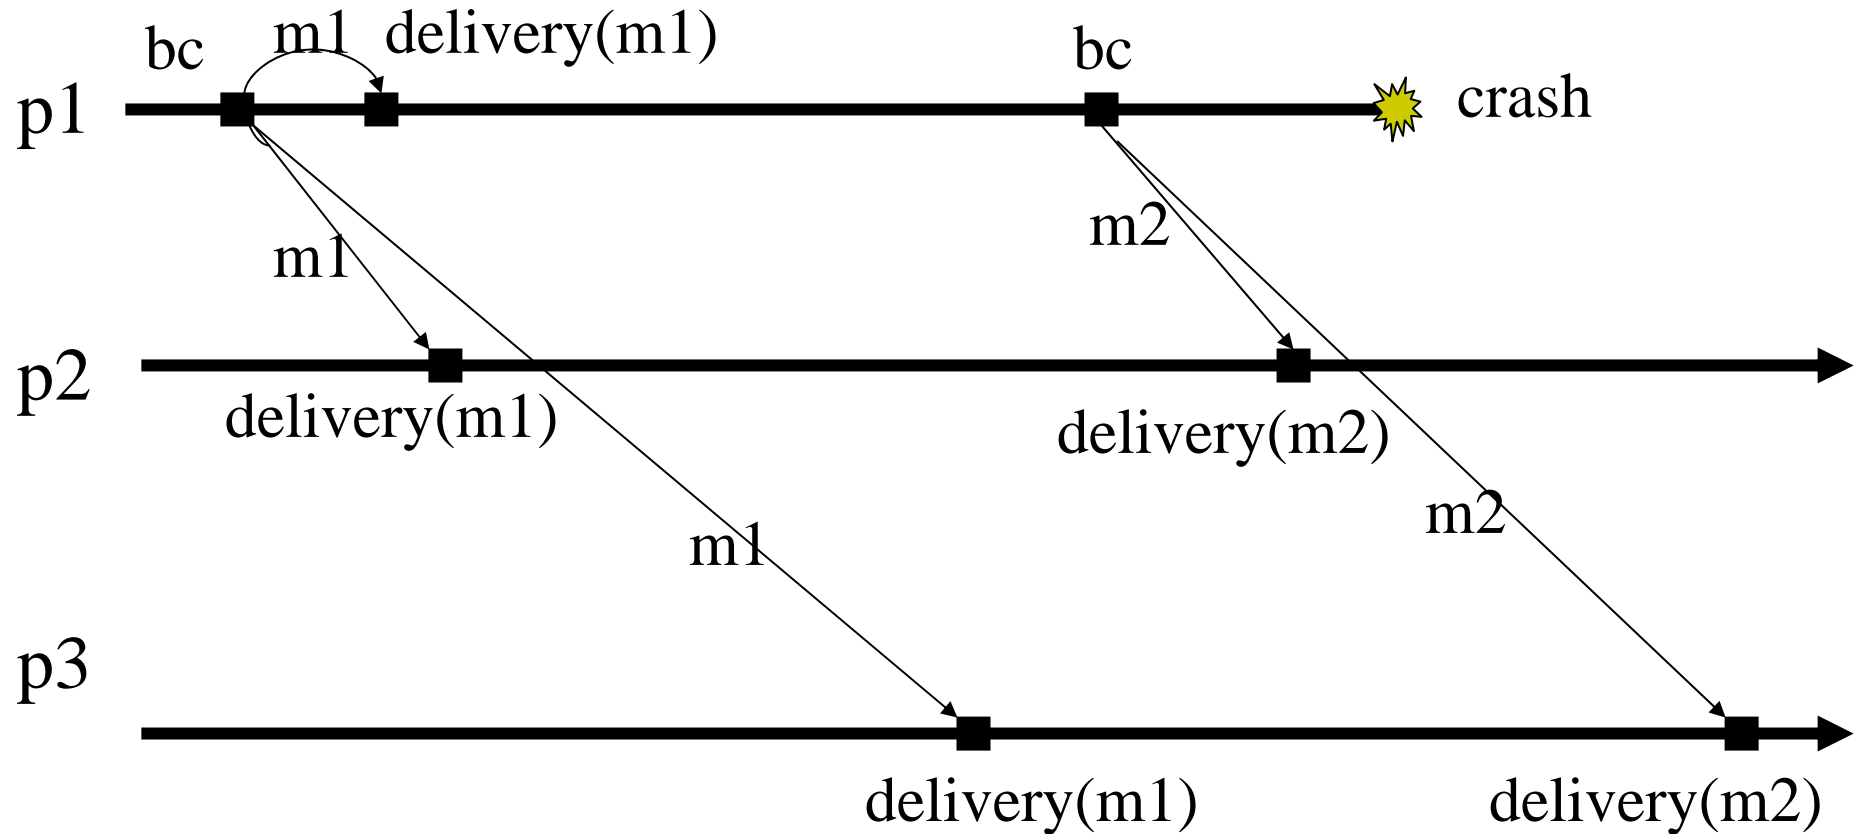 bc m1 delivery(m1) bc
p1 crash
m1 m2
p2
delivery(m1) delivery(m2)
m1 m2
p3
delivery(m1) delivery(m2)